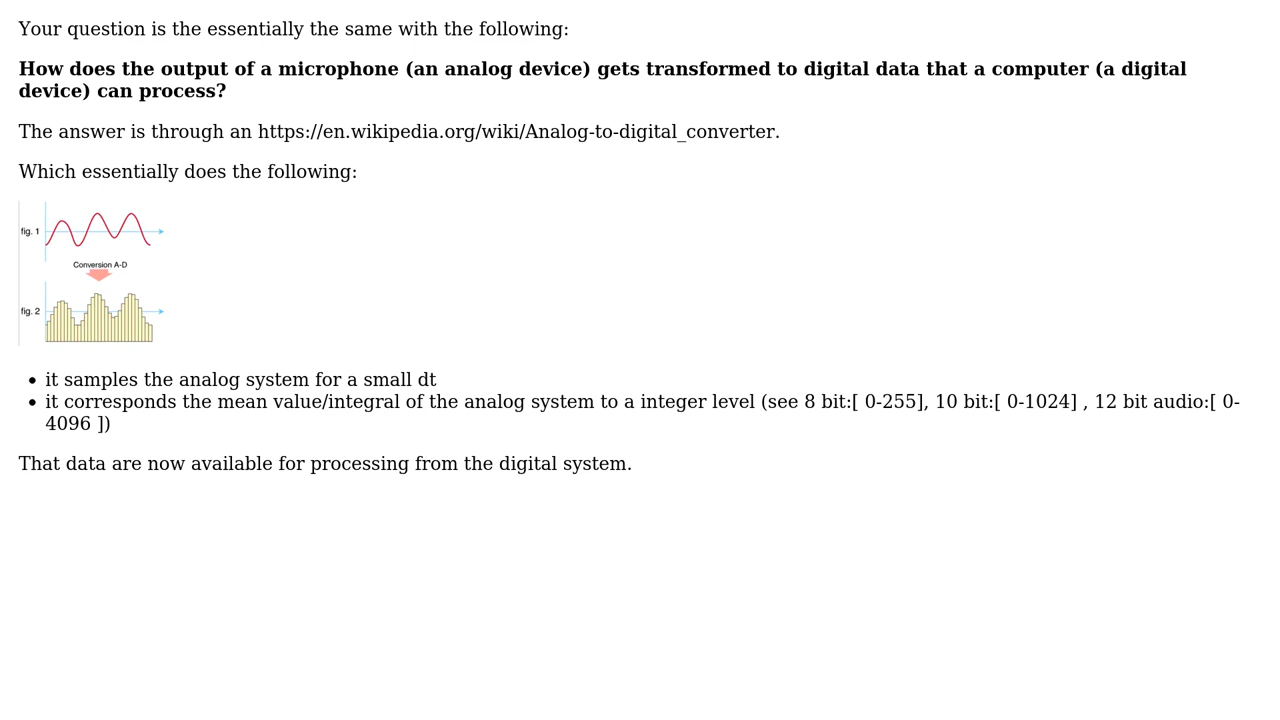 Your question is the essentially the same with the following:
How does the output of a microphone (an analog device) gets transformed to digital data that a computer (a digital
device) can process?
The answer is through an https://en.wikipedia.org/wiki/Analog-to-digital_converter.
Which essentially does the following:
fig. 1
Conversion A-D
fig. 2
• it samples the analog system for a small dt
• it corresponds the mean value/integral of the analog system to a integer level (see 8 bit:[ 0-255], 10 bit:[ 0-1024] , 12 bit audio:[ 0-
4096 ])
That data are now available for processing from the digital system.